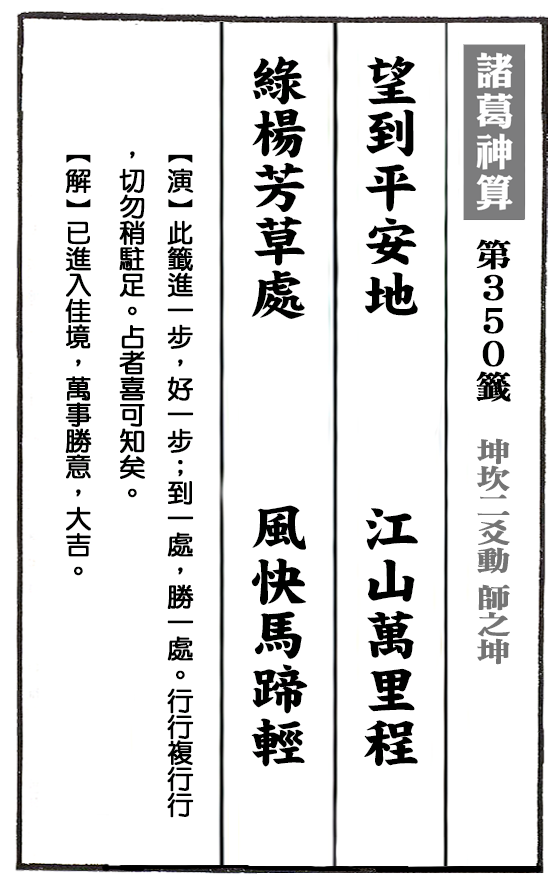 諸葛神算 第350籤 坤坎二爻動 師之坤
望到平安地 江山萬里程
綠楊芳草處 風快馬蹄輕
【演】此籤進一步，好一步；到一處，勝一處。行行複行行
，切勿稍駐足。占者喜可知矣。
【解】已進入佳境，萬事勝意，大吉。